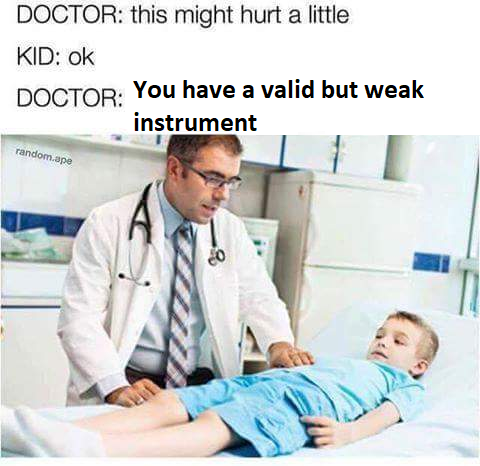 DOCTOR: this might hurt a little
KID: ok
DOCTOR: You have a valid but weak
instrument
random.ape